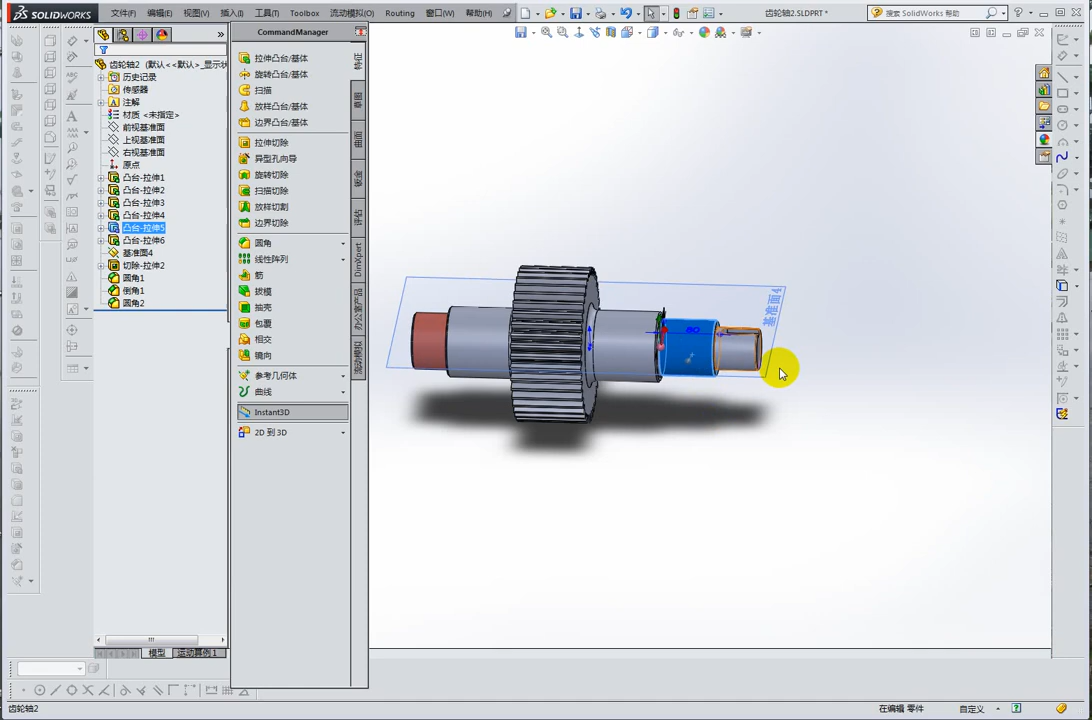 SOLIDWORKS 文件(F) 编辑(E) 视图(V) 插入(I) 工具(T) Toolbox 流动模拟(O) Routing 窗口(W) 帮助(H) 齿轮轴2.SLDPRT * 搜索 SolidWorks 帮助
CommandManager
特征
草图
曲面
钣金
评估
DimXpert
办公室产品
流动模拟
拉伸凸台/基体
旋转凸台/基体
扫描
放样凸台/基体
边界凸台/基体
拉伸切除
异型孔向导
旋转切除
扫描切除
放样切割
边界切除
圆角
线性阵列
筋
拔模
抽壳
包覆
相交
镜向
参考几何体
曲线
Instant3D
2D 到 3D
齿轮轴2 (默认<<默认>_显示状
历史记录
传感器
注解
材质 <未指定>
前视基准面
上视基准面
右视基准面
原点
凸台-拉伸1
凸台-拉伸2
凸台-拉伸3
凸台-拉伸4
凸台-拉伸5
凸台-拉伸6
基准面4
切除-拉伸2
圆角1
倒角1
圆角2
基准面4
模型 运动算例 1
齿轮轴2 在编辑 零件 自定义